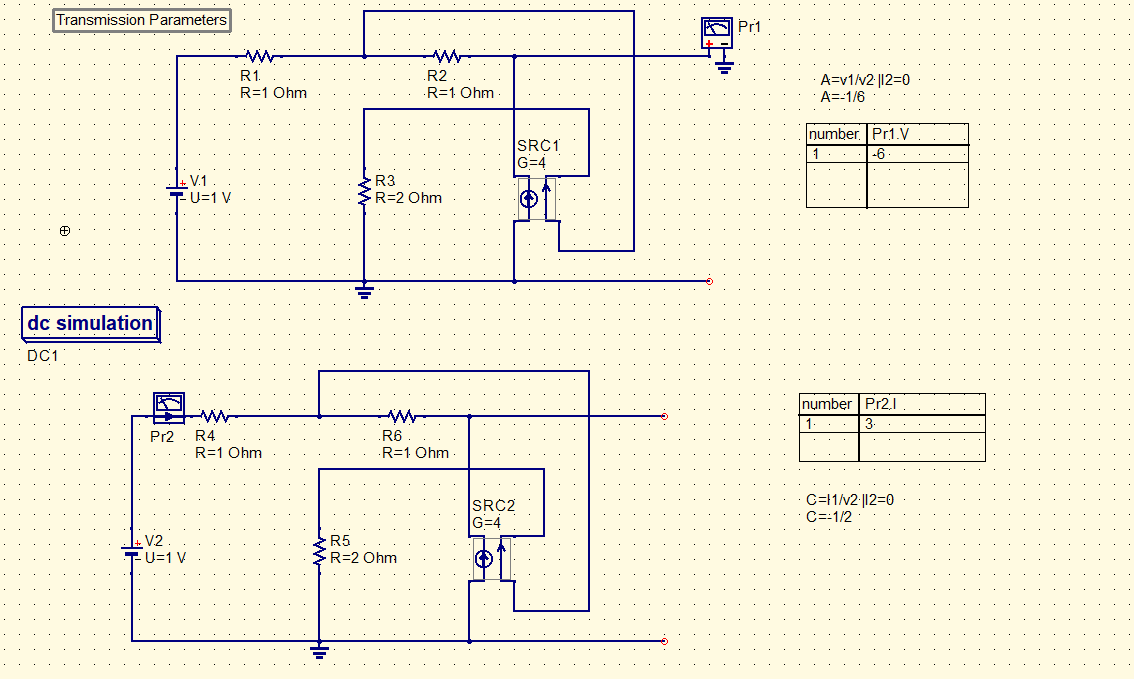 Transmission Parameters
Pr1
R1
R=1 Ohm
R2
R=1 Ohm
A=v1/v2 |I2=0
A=-1/6
number Pr1.V
1 -6
SRC1
G=4
V1
U=1 V
R3
R=2 Ohm
dc simulation
DC1
Pr2
R4
R=1 Ohm
R6
R=1 Ohm
number Pr2.I
1 3
SRC2
G=4
C=I1/v2 |I2=0
C=-1/2
V2
U=1 V
R5
R=2 Ohm